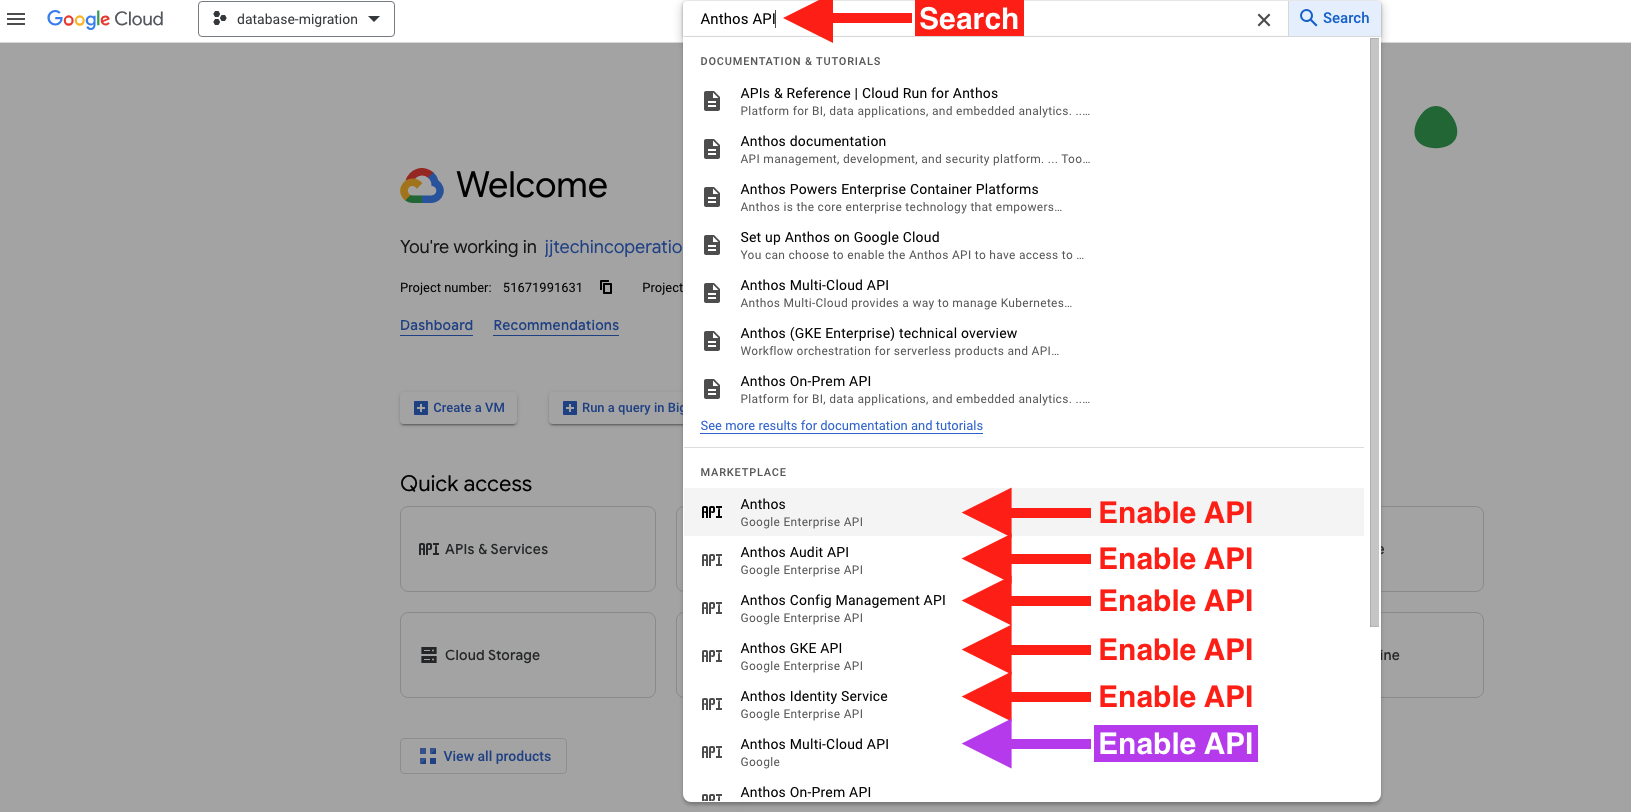 Google Cloud
database-migration
Anthos API
Search
Search
DOCUMENTATION & TUTORIALS
APIs & Reference | Cloud Run for Anthos
Platform for BI, data applications, and embedded analytics. ..…
Anthos documentation
API management, development, and security platform. ... Too…
Anthos Powers Enterprise Container Platforms
Anthos is the core enterprise technology that empowers…
Set up Anthos on Google Cloud
You can choose to enable the Anthos API to have access to …
Anthos Multi-Cloud API
Anthos Multi-Cloud provides a way to manage Kubernetes…
Anthos (GKE Enterprise) technical overview
Workflow orchestration for serverless products and API…
Anthos On-Prem API
Platform for BI, data applications, and embedded analytics. ..…
See more results for documentation and tutorials
MARKETPLACE
API Anthos
Google Enterprise API
Enable API
API Anthos Audit API
Google Enterprise API
Enable API
API Anthos Config Management API
Google Enterprise API
Enable API
API Anthos GKE API
Google Enterprise API
Enable API
API Anthos Identity Service
Google Enterprise API
Enable API
API Anthos Multi-Cloud API
Google
Enable API
API Anthos On-Prem API
Welcome
You're working in jjtechincoperatio
Project number: 51671991631 Project
Dashboard Recommendations
Create a VM
Run a query in Big
Quick access
API APIs & Services
Cloud Storage
View all products